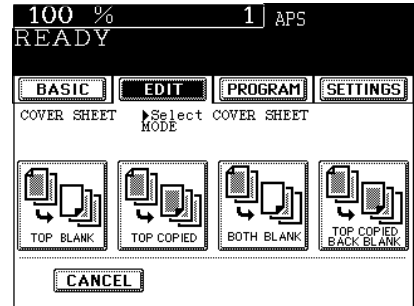 100 % 1 APS
READY
BASIC EDIT PROGRAM SETTINGS
COVER SHEET ▶Select COVER SHEET
MODE
TOP BLANK TOP COPIED BOTH BLANK TOP COPIED
BACK BLANK
CANCEL